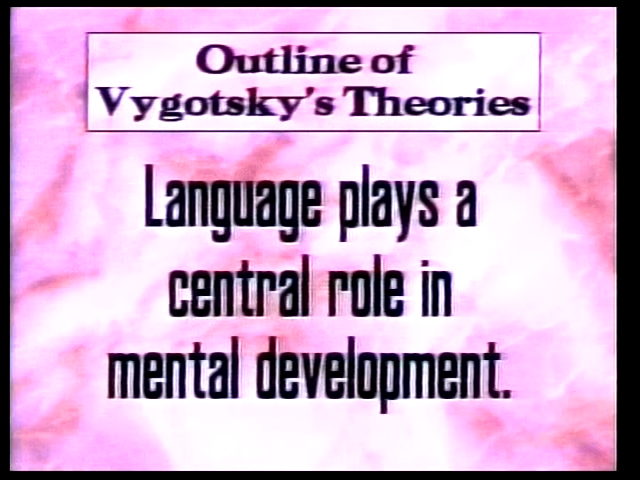 Outline of
Vygotsky's Theories
Language plays a
central role in
mental development.